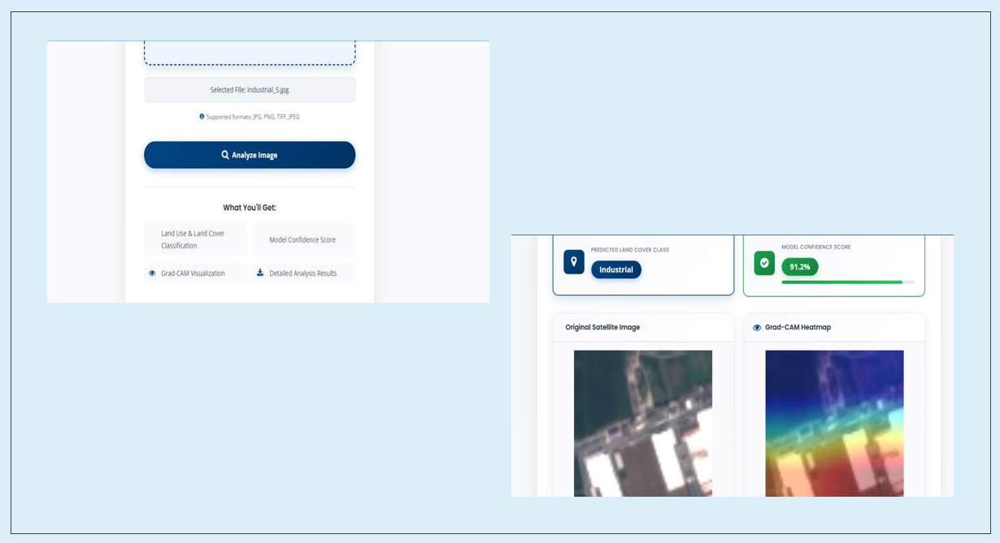 Selected File: Industrial_5.jpg
Supported formats: JPG, PNG, TIFF, JPEG
Analyze Image
What You'll Get:
Land Use & Land Cover
Classification
Model Confidence Score
Grad-CAM Visualization
Detailed Analysis Results
PREDICTED LAND COVER CLASS
Industrial
MODEL CONFIDENCE SCORE
91.2%
Original Satellite Image
Grad-CAM Heatmap